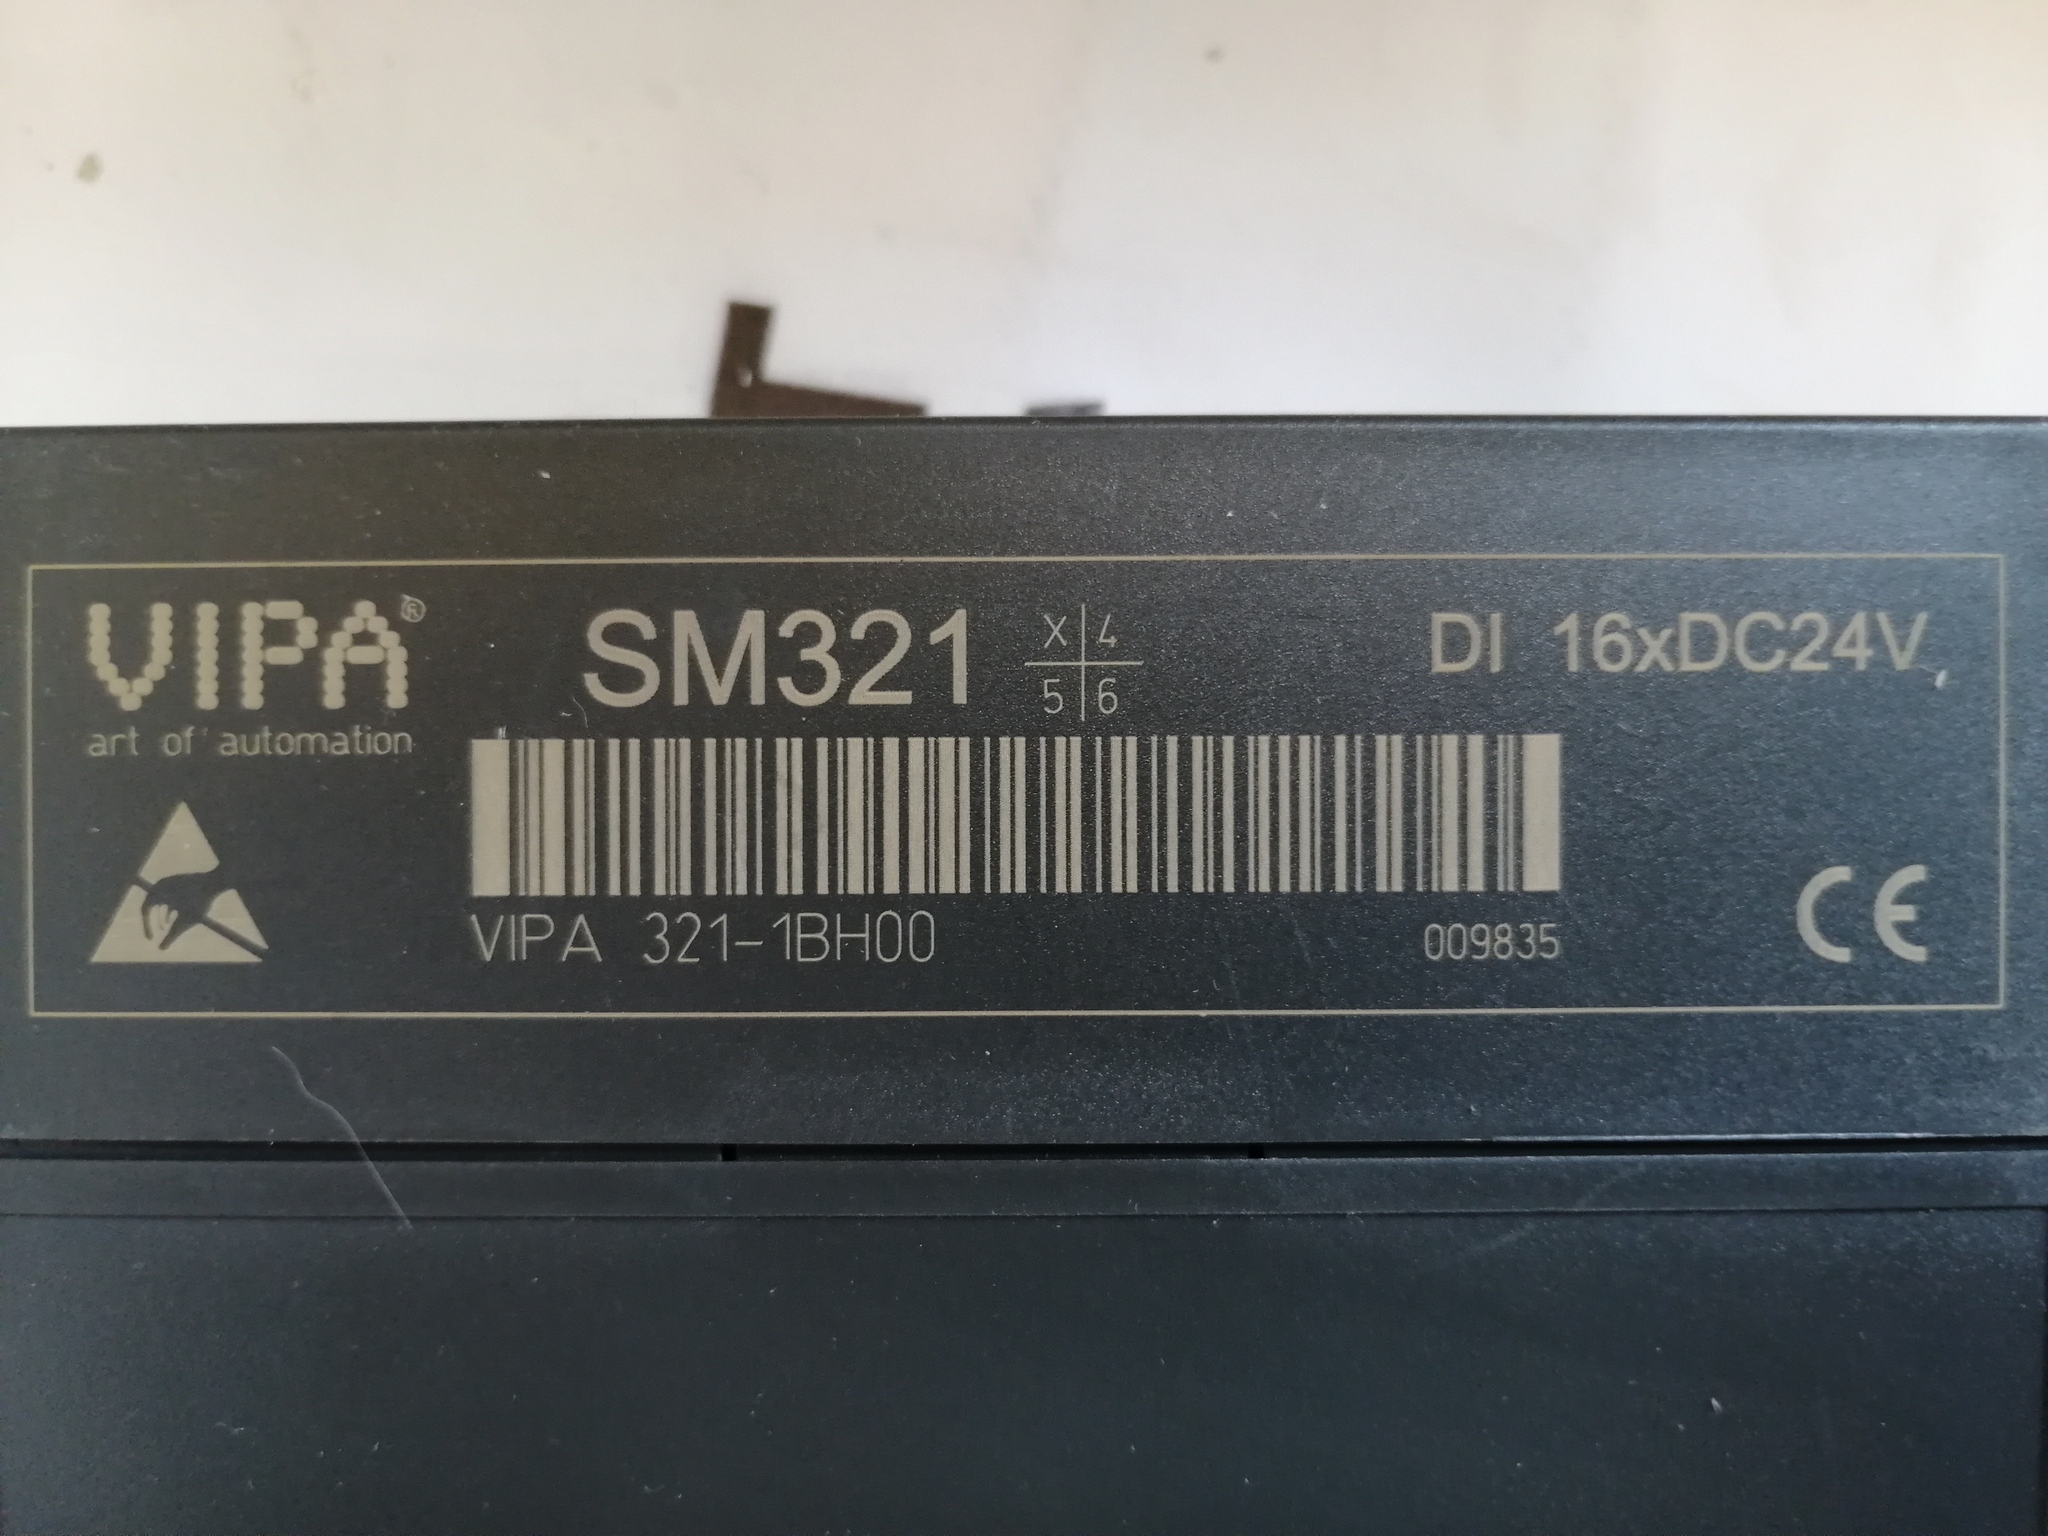 VIPA®
art of automation
SM321
X 4
5 6
DI 16xDC24V
VIPA 321-1BH00
009835
CE